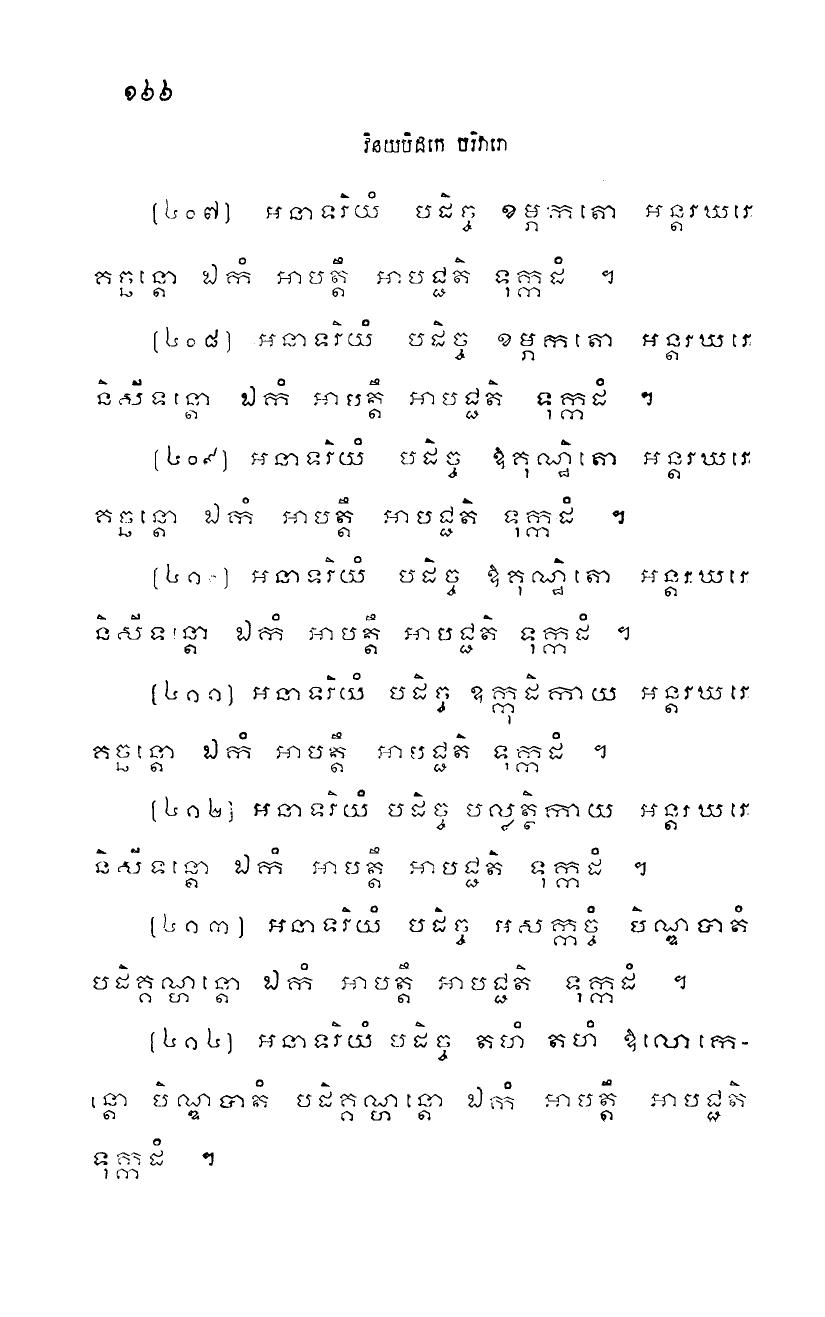 ១៦៦
វិនយបិដកេ បរិវារោ
(៤០៧) អនាទរិយំ បដិច្ច ខម្ភកតោ អន្តរឃរេ
គច្ឆន្តោ ឯកំ អាបត្តឹ អាបជ្ជតិ ទុក្កដំ ។
(៤០៨) អនាទរិយំ បដិច្ច ខម្ភកតោ អន្តរឃរេ
និសីទន្តោ ឯកំ អាបត្តឹ អាបជ្ជតិ ទុក្កដំ ។
(៤០៩) អនាទរិយំ បដិច្ច ឱគុណ្ឋិតោ អន្តរឃរេ
គច្ឆន្តោ ឯកំ អាបត្តឹ អាបជ្ជតិ ទុក្កដំ ។
(៤១០) អនាទរិយំ បដិច្ច ឱគុណ្ឋិតោ អន្តរឃរេ
និសីទន្តោ ឯកំ អាបត្តឹ អាបជ្ជតិ ទុក្កដំ ។
(៤១១) អនាទរិយំ បដិច្ច ឧក្កុដិកាយ អន្តរឃរេ
គច្ឆន្តោ ឯកំ អាបត្តឹ អាបជ្ជតិ ទុក្កដំ ។
(៤១២) អនាទរិយំ បដិច្ច បល្លត្ថិកាយ អន្តរឃរេ
និសីទន្តោ ឯកំ អាបត្តឹ អាបជ្ជតិ ទុក្កដំ ។
(៤១៣) អនាទរិយំ បដិច្ច អសក្កច្ចំ បិណ្ឌបាតំ
បដិគ្គណ្ហន្តោ ឯកំ អាបត្តឹ អាបជ្ជតិ ទុក្កដំ ។
(៤១៤) អនាទរិយំ បដិច្ច តហំ តហំ ឱលោកេ-
ន្តោ បិណ្ឌបាតំ បដិគ្គណ្ហន្តោ ឯកំ អាបត្តឹ អាបជ្ជតិ
ទុក្កដំ ។